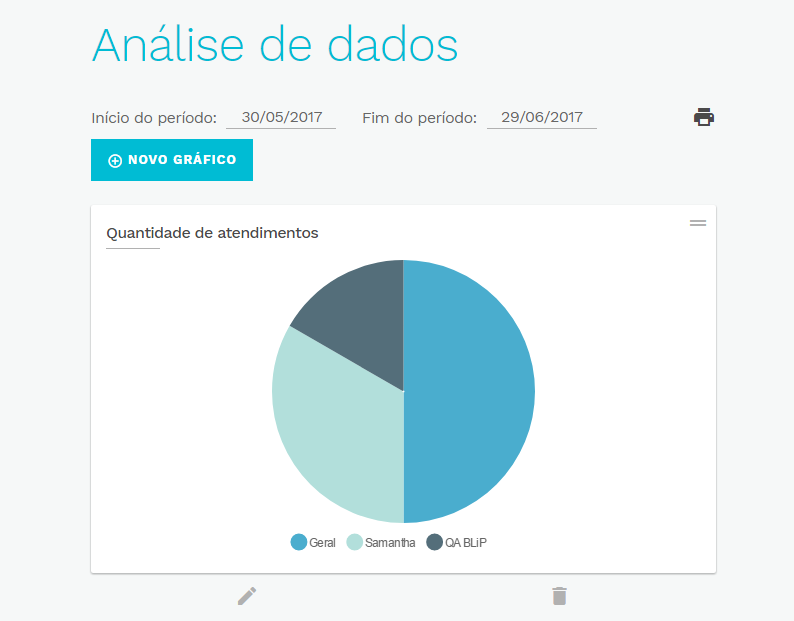 Análise de dados
Início do período: 30/05/2017 Fim do período: 29/06/2017
NOVO GRÁFICO
Quantidade de atendimentos
Geral Samantha QA BLiP